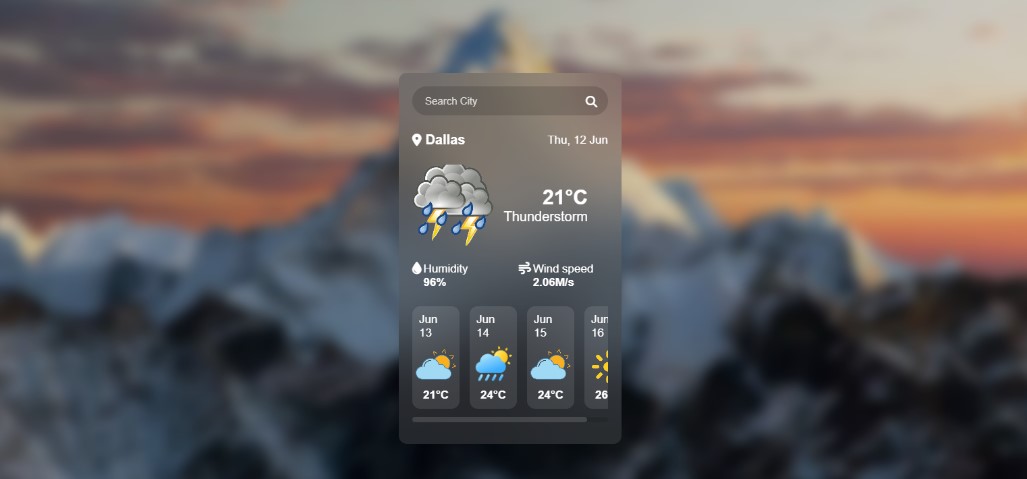 Search City
Dallas
Thu, 12 Jun
21°C
Thunderstorm
Humidity
96%
Wind speed
2.06M/s
Jun
13
21°C
Jun
14
24°C
Jun
15
24°C
Jun
16
26